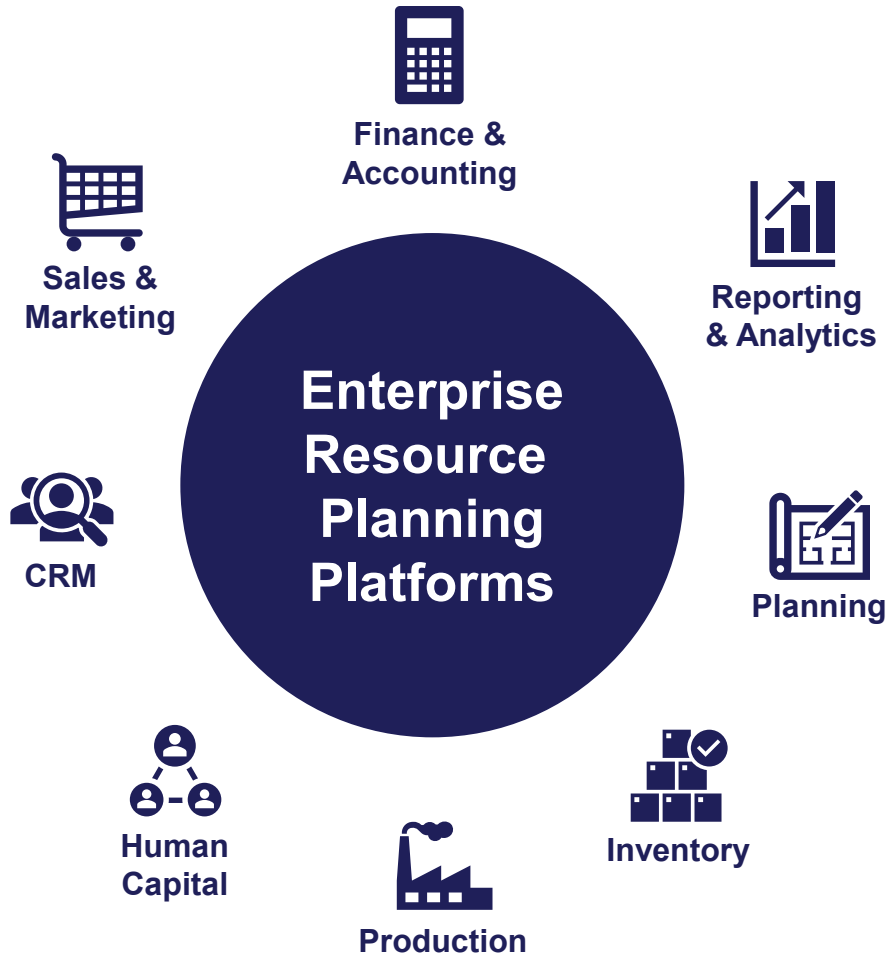 Finance &
Accounting
Sales &
Marketing
Reporting
& Analytics
Enterprise
Resource
Planning
Platforms
CRM
Planning
Human
Capital
Inventory
Production